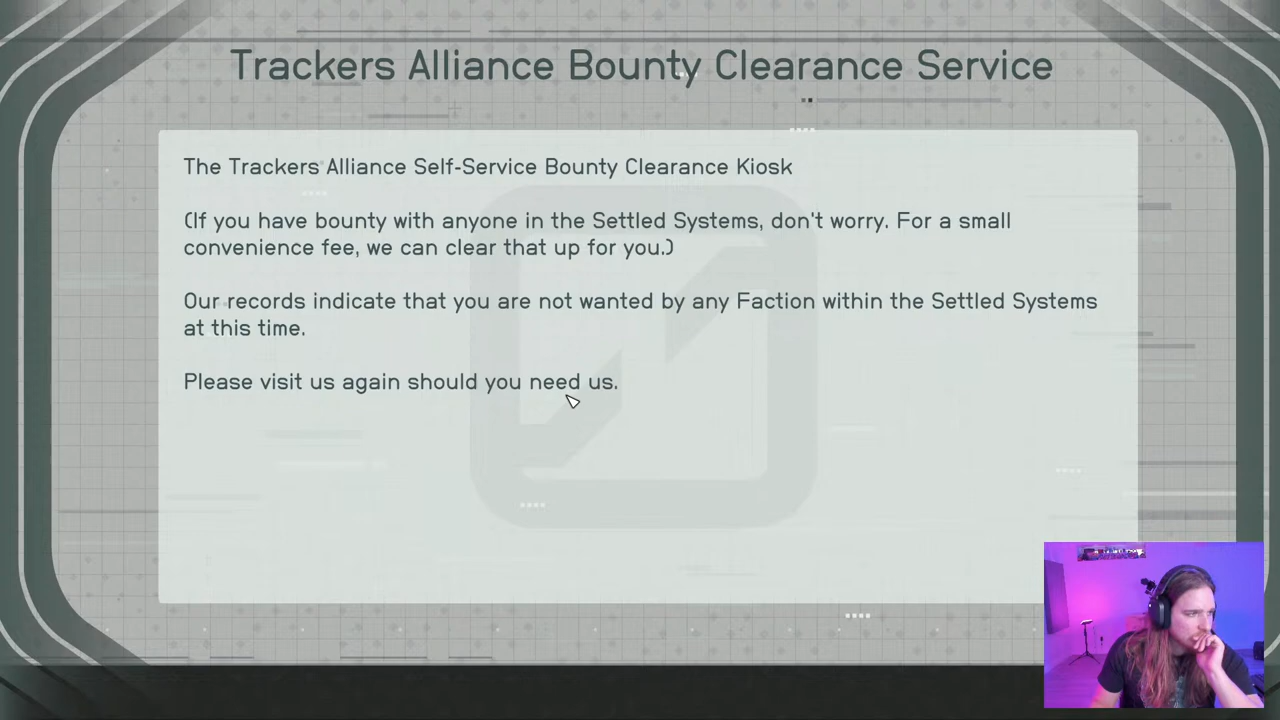 Trackers Alliance Bounty Clearance Service
The Trackers Alliance Self-Service Bounty Clearance Kiosk
(If you have bounty with anyone in the Settled Systems, don't worry. For a small
convenience fee, we can clear that up for you.)
Our records indicate that you are not wanted by any Faction within the Settled Systems
at this time.
Please visit us again should you need us.